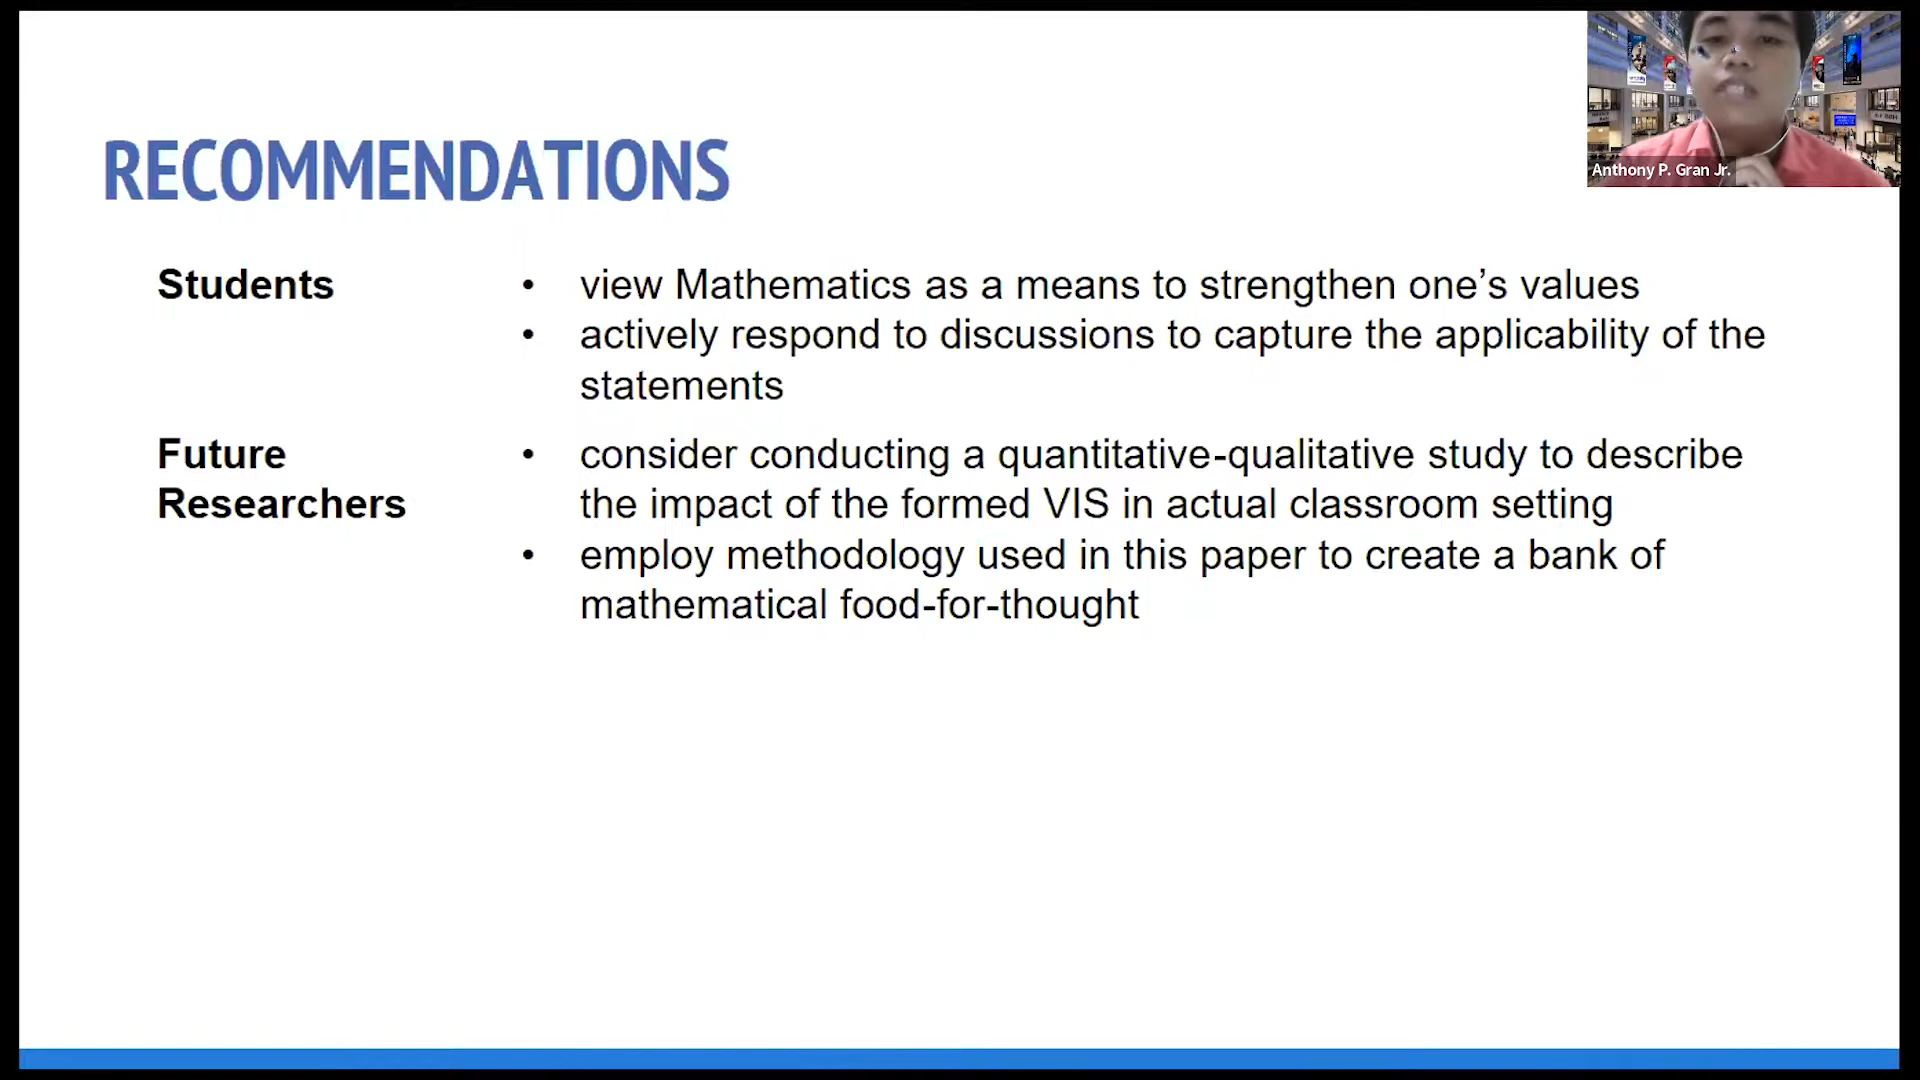 RECOMMENDATIONS
Anthony P. Gran Jr.
Students
• view Mathematics as a means to strengthen one's values
• actively respond to discussions to capture the applicability of the
statements
Future
Researchers
• consider conducting a quantitative-qualitative study to describe
the impact of the formed VIS in actual classroom setting
• employ methodology used in this paper to create a bank of
mathematical food-for-thought